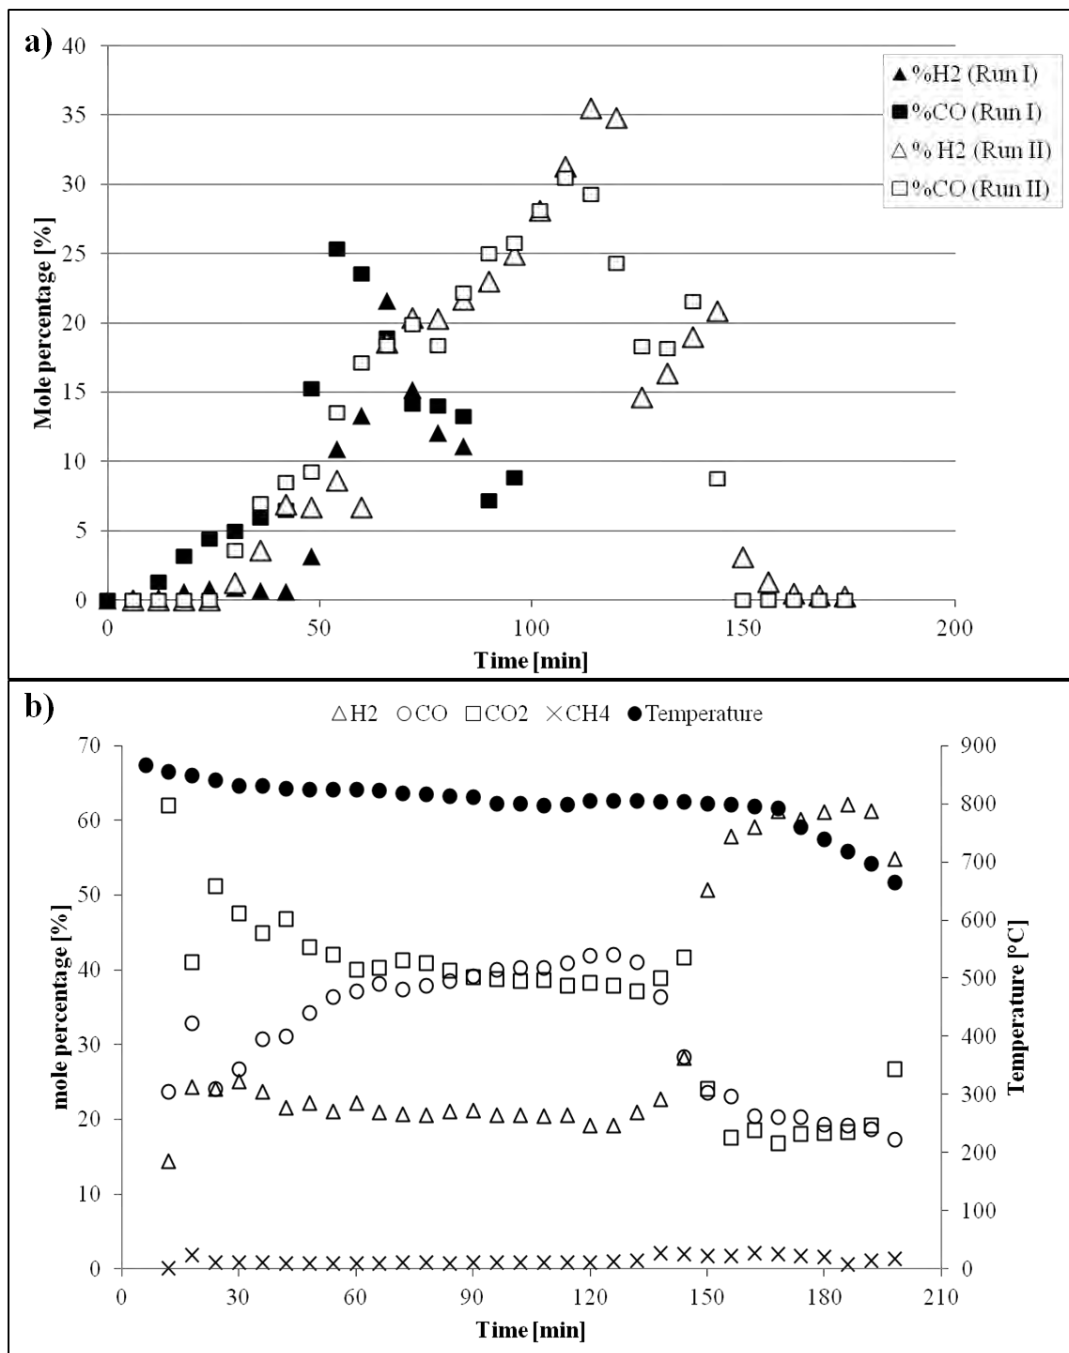 a)
40
35
30
25
20
15
10
5
0
Mole percentage [%]
0 50 100 150 200
Time [min]
%H2 (Run I)
%CO (Run I)
% H2 (Run II)
%CO (Run II)
b)
H2 CO CO2 CH4 Temperature
70
60
50
40
30
20
10
0
mole percentage [%]
900
800
700
600
500
400
300
200
100
0
Temperature [°C]
0 30 60 90 120 150 180 210
Time [min]